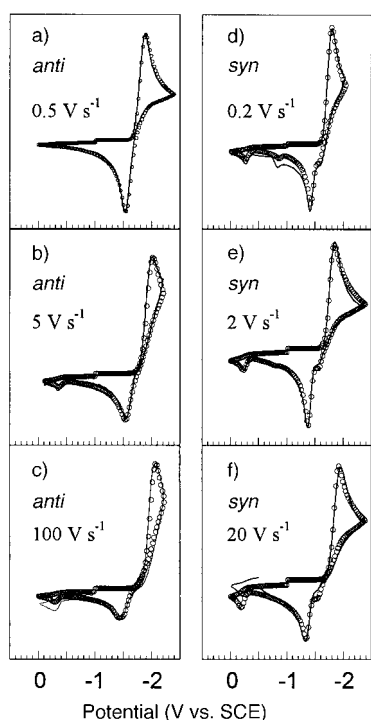 a)
anti
0.5 V s⁻¹
b)
anti
5 V s⁻¹
c)
anti
100 V s⁻¹
d)
syn
0.2 V s⁻¹
e)
syn
2 V s⁻¹
f)
syn
20 V s⁻¹
0 -1 -2 0 -1 -2
Potential (V vs. SCE)